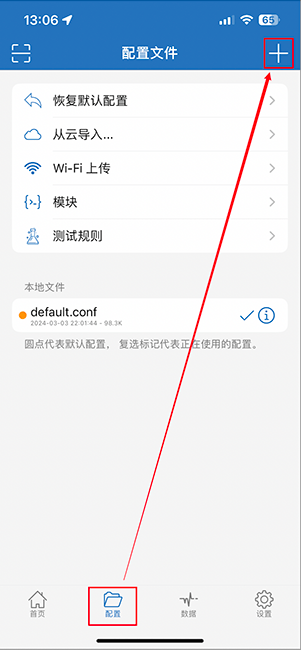 13:06
65
配置文件
恢复默认配置
从云导入...
Wi-Fi 上传
模块
测试规则
本地文件
default.conf
2024-03-03 22:01:44 - 98.3K
圆点代表默认配置， 复选标记代表正在使用的配置。
首页
配置
数据
设置